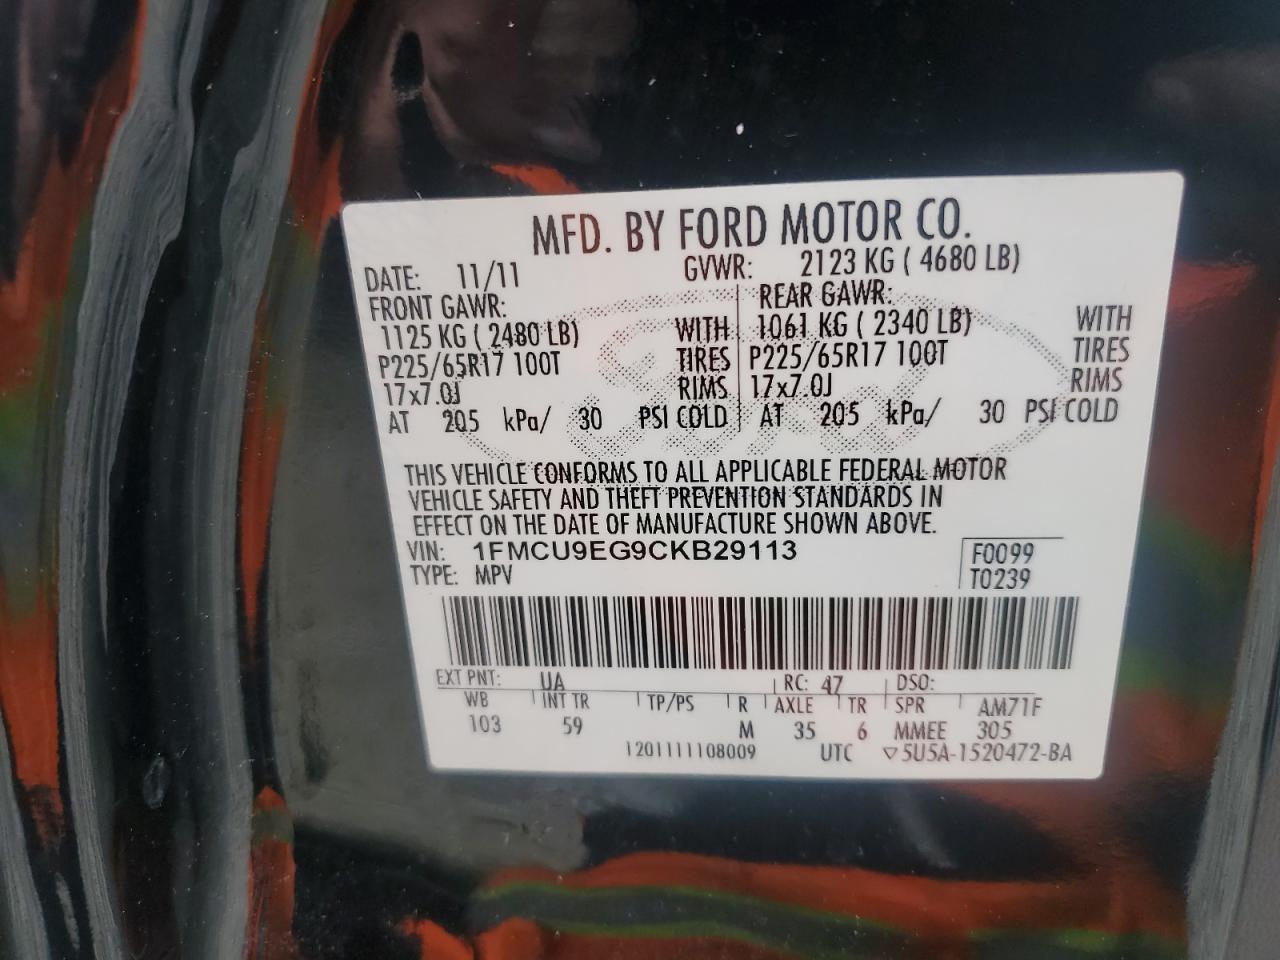 MFD. BY FORD MOTOR CO.
DATE: 11/11 GVWR: 2123 KG ( 4680 LB)
FRONT GAWR: REAR GAWR:
1125 KG ( 2480 LB) WITH 1061 KG ( 2340 LB) WITH
P225/65R17 100T TIRES P225/65R17 100T TIRES
17x7.0J RIMS 17x7.0J RIMS
AT 205 kPa/ 30 PSI COLD AT 205 kPa/ 30 PSI COLD
THIS VEHICLE CONFORMS TO ALL APPLICABLE FEDERAL MOTOR
VEHICLE SAFETY AND THEFT PREVENTION STANDARDS IN
EFFECT ON THE DATE OF MANUFACTURE SHOWN ABOVE.
VIN: 1FMCU9EG9CKB29113 F0099
TYPE: MPV T0239
EXT PNT: UA RC: 47 DSO:
WB INT TR TP/PS R AXLE TR SPR AM71F
103 59 M 35 6 MMEE 305
1201111108009 UTC ▽5U5A-1520472-BA